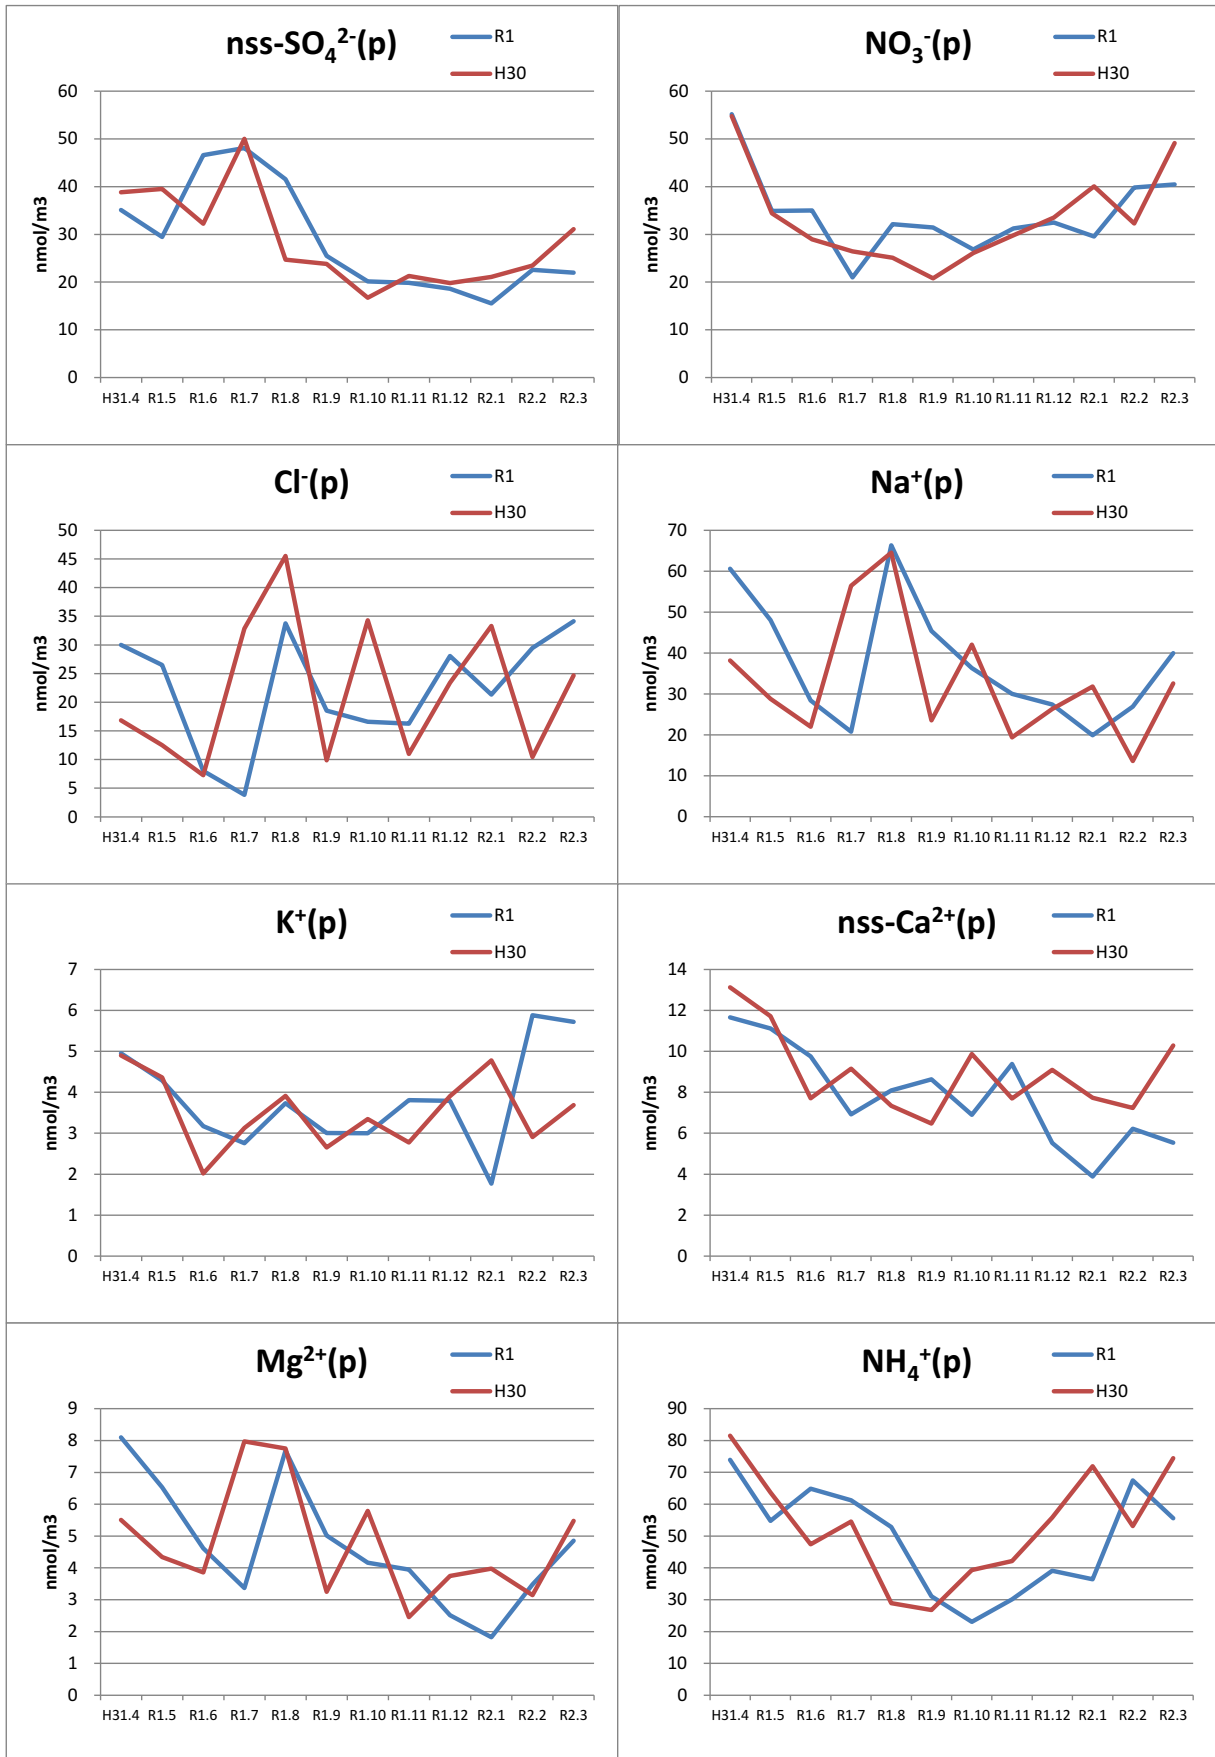 nss-SO₄²⁻(p)
R1
H30
nmol/m3
60
50
40
30
20
10
0
H31.4 R1.5 R1.6 R1.7 R1.8 R1.9 R1.10 R1.11 R1.12 R2.1 R2.2 R2.3
NO₃⁻(p)
R1
H30
nmol/m3
60
50
40
30
20
10
0
H31.4 R1.5 R1.6 R1.7 R1.8 R1.9 R1.10 R1.11 R1.12 R2.1 R2.2 R2.3
Cl⁻(p)
R1
H30
nmol/m3
50
45
40
35
30
25
20
15
10
5
0
H31.4 R1.5 R1.6 R1.7 R1.8 R1.9 R1.10 R1.11 R1.12 R2.1 R2.2 R2.3
Na⁺(p)
R1
H30
nmol/m3
70
60
50
40
30
20
10
0
H31.4 R1.5 R1.6 R1.7 R1.8 R1.9 R1.10 R1.11 R1.12 R2.1 R2.2 R2.3
K⁺(p)
R1
H30
nmol/m3
7
6
5
4
3
2
1
0
H31.4 R1.5 R1.6 R1.7 R1.8 R1.9 R1.10 R1.11 R1.12 R2.1 R2.2 R2.3
nss-Ca²⁺(p)
R1
H30
nmol/m3
14
12
10
8
6
4
2
0
H31.4 R1.5 R1.6 R1.7 R1.8 R1.9 R1.10 R1.11 R1.12 R2.1 R2.2 R2.3
Mg²⁺(p)
R1
H30
nmol/m3
9
8
7
6
5
4
3
2
1
0
H31.4 R1.5 R1.6 R1.7 R1.8 R1.9 R1.10 R1.11 R1.12 R2.1 R2.2 R2.3
NH₄⁺(p)
R1
H30
nmol/m3
90
80
70
60
50
40
30
20
10
0
H31.4 R1.5 R1.6 R1.7 R1.8 R1.9 R1.10 R1.11 R1.12 R2.1 R2.2 R2.3